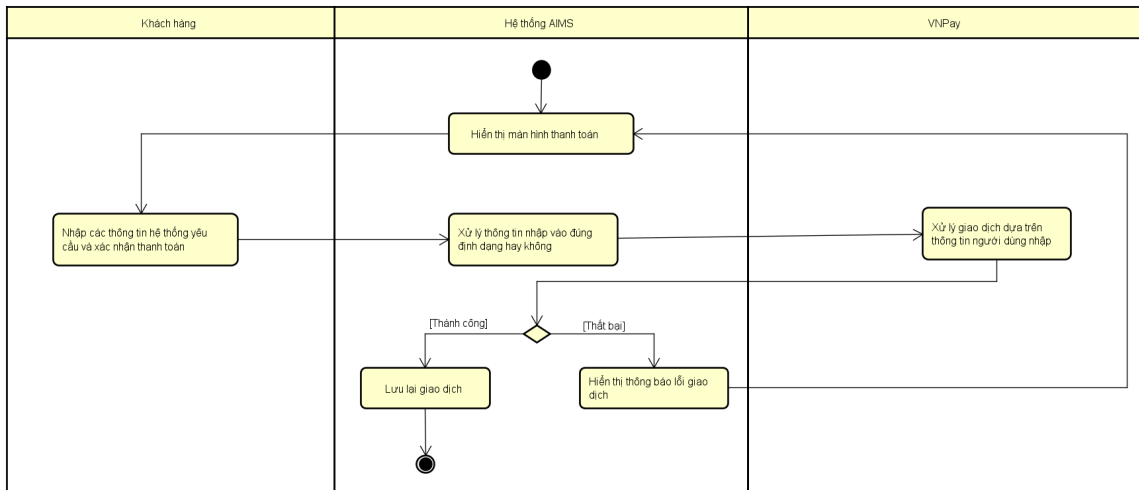 Khách hàng
Hệ thống AIMS
VNPay
Hiển thị màn hình thanh toán
Nhập các thông tin hệ thống yêu
cầu và xác nhận thanh toán
Xử lý thông tin nhập vào đúng
định dạng hay không
Xử lý giao dịch dựa trên
thông tin người dùng nhập
[Thành công]
[Thất bại]
Lưu lại giao dịch
Hiển thị thông báo lỗi giao
dịch